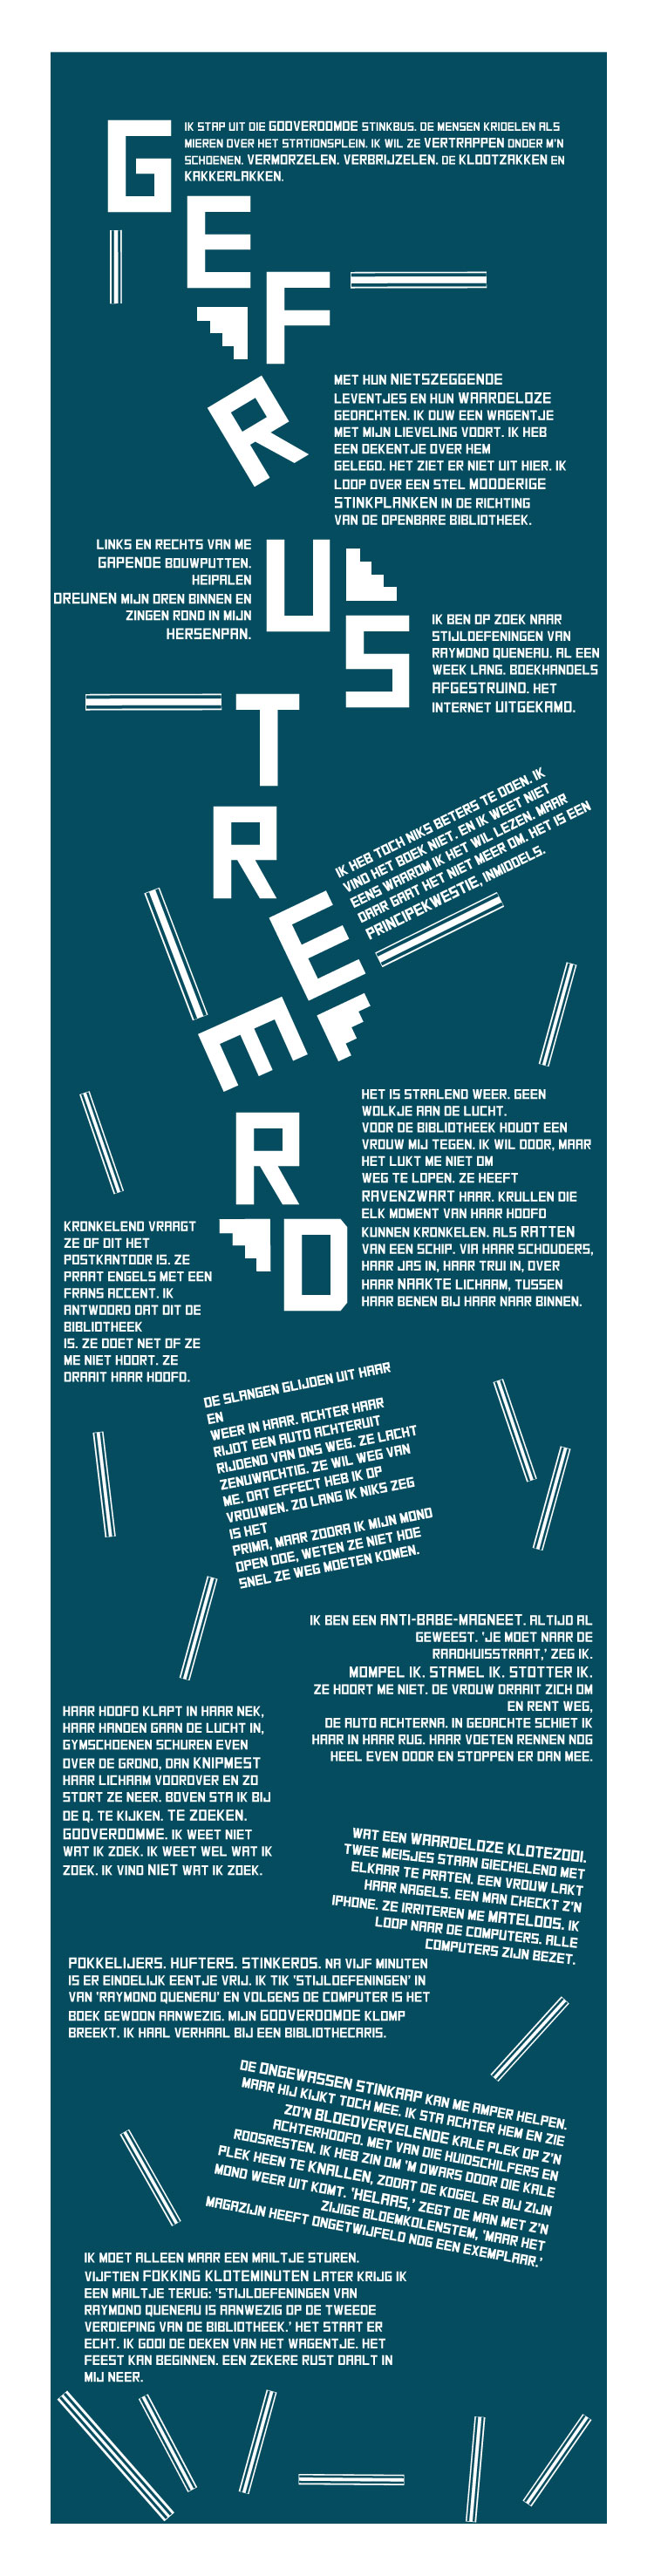 GEFRUSTREERD
IK STAP UIT DIE GODVERDOMDE STINKBUS. DE MENSEN KRIOELEN ALS
MIEREN OVER HET STATIONSPLEIN. IK WIL ZE VERTRAPPEN ONDER M'N
SCHOENEN. VERMORZELEN. VERBRIJZELEN. DE KLOOTZAKKEN EN
KAKKERLAKKEN.
MET HUN NIETSZEGGENDE
LEVENTJES EN HUN WAARDELOZE
GEDACHTEN. IK DUW EEN WAGENTJE
MET MIJN LIEVELING VOORT. IK HEB
EEN DEKENTJE OVER HEM
GELEGD. HET ZIET ER NIET UIT HIER. IK
LOOP OVER EEN STEL MODDERIGE
STINKPLANKEN IN DE RICHTING
VAN DE OPENBARE BIBLIOTHEEK.
LINKS EN RECHTS VAN ME
GAPENDE BOUWPUTTEN.
HEIPALEN
DREUNEN MIJN OREN BINNEN EN
ZINGEN ROND IN MIJN
HERSENPAN.
IK BEN OP ZOEK NAAR
STIJLOEFENINGEN VAN
RAYMOND QUENEAU. AL EEN
WEEK LANG. BOEKHANDELS
AFGESTRUIND. HET
INTERNET UITGEKAMD.
IK HEB TOCH NIKS BETERS TE DOEN. IK
VIND HET BOEK NIET. EN IK WEET NIET
EENS WAAROM IK HET WIL LEZEN. MAAR
DAAR GAAT HET NIET MEER OM. HET IS EEN
PRINCIPEKWESTIE, INMIDDELS.
HET IS STRALEND WEER. GEEN
WOLKJE AAN DE LUCHT.
VOOR DE BIBLIOTHEEK HOUDT EEN
VROUW MIJ TEGEN. IK WIL DOOR, MAAR
HET LUKT ME NIET OM
WEG TE LOPEN. ZE HEEFT
RAVENZWART HAAR. KRULLEN DIE
ELK MOMENT VAN HAAR HOOFD
KUNNEN KRONKELEN. ALS RATTEN
VAN EEN SCHIP. VIA HAAR SCHOUDERS,
HAAR JAS IN, HAAR TRUI IN, OVER
HAAR NAAKTE LICHAAM, TUSSEN
HAAR BENEN BIJ HAAR NAAR BINNEN.
KRONKELEND VRAAGT
ZE OF DIT HET
POSTKANTOOR IS. ZE
PRAAT ENGELS MET EEN
FRANS ACCENT. IK
ANTWOORD DAT DIT DE
BIBLIOTHEEK
IS. ZE DOET NET OF ZE
ME NIET HOORT. ZE
DRAAIT HAAR HOOFD.
DE SLANGEN GLIJDEN UIT HAAR
EN
WEER IN HAAR. ACHTER HAAR
RIJDT EEN AUTO ACHTERUIT
RIJDEND VAN ONS WEG. ZE LACHT
ZENUWACHTIG. ZE WIL WEG VAN
ME. DAT EFFECT HEB IK OP
VROUWEN. ZO LANG IK NIKS ZEG
IS HET
PRIMA, MAAR ZODRA IK MIJN MOND
OPEN DOE, WETEN ZE NIET HOE
SNEL ZE WEG MOETEN KOMEN.
IK BEN EEN ANTI-BABE-MAGNEET. ALTIJD AL
GEWEEST. 'JE MOET NAAR DE
RAADHUISSTRAAT,' ZEG IK.
MOMPEL IK. STAMEL IK. STOTTER IK.
ZE HOORT ME NIET. DE VROUW DRAAIT ZICH OM
EN RENT WEG,
DE AUTO ACHTERNA. IN GEDACHTE SCHIET IK
HAAR IN HAAR RUG. HAAR VOETEN RENNEN NOG
HEEL EVEN DOOR EN STOPPEN ER DAN MEE.
HAAR HOOFD KLAPT IN HAAR NEK,
HAAR HANDEN GAAN DE LUCHT IN,
GYMSCHOENEN SCHUREN EVEN
OVER DE GROND, DAN KNIPMEST
HAAR LICHAAM VOOROVER EN ZO
STORT ZE NEER. BOVEN STA IK BIJ
DE Q. TE KIJKEN. TE ZOEKEN.
GODVERDOMME. IK WEET NIET
WAT IK ZOEK. IK WEET WEL WAT IK
ZOEK. IK VIND NIET WAT IK ZOEK.
WAT EEN WAARDELOZE KLOTEZOOI.
TWEE MEISJES STAAN GIECHELEND MET
ELKAAR TE PRATEN. EEN VROUW LAKT
HAAR NAGELS. EEN MAN CHECKT Z'N
IPHONE. ZE IRRITEREN ME MATELOOS. IK
LOOP NAAR DE COMPUTERS. ALLE
COMPUTERS ZIJN BEZET.
POKKELIJERS. HUFTERS. STINKERDS. NA VIJF MINUTEN
IS ER EINDELIJK EENTJE VRIJ. IK TIK 'STIJLOEFENINGEN' IN
VAN 'RAYMOND QUENEAU' EN VOLGENS DE COMPUTER IS HET
BOEK GEWOON AANWEZIG. MIJN GODVERDOMDE KLOMP
BREEKT. IK HAAL VERHAAL BIJ EEN BIBLIOTHECARIS.
DE ONGEWASSEN STINKAAP KAN ME AMPER HELPEN.
MAAR HIJ KIJKT TOCH MEE. IK STA ACHTER HEM EN ZIE
ZO'N BLOEDVERVELENDE KALE PLEK OP Z'N
ACHTERHOOFD. MET VAN DIE HUIDSCHILFERS EN
ROOSRESTEN. IK HEB ZIN OM 'M DWARS DOOR DIE KALE
PLEK HEEN TE KNALLEN, ZODAT DE KOGEL ER BIJ ZIJN
MOND WEER UIT KOMT. 'HELAAS,' ZEGT DE MAN MET Z'N
ZIJIGE BLOEMKOLENSTEM, 'MAAR HET
MAGAZIJN HEEFT ONGETWIJFELD NOG EEN EXEMPLAAR.'
IK MOET ALLEEN MAAR EEN MAILTJE STUREN.
VIJFTIEN FOKKING KLOTEMINUTEN LATER KRIJG IK
EEN MAILTJE TERUG: 'STIJLOEFENINGEN VAN
RAYMOND QUENEAU IS AANWEZIG OP DE TWEEDE
VERDIEPING VAN DE BIBLIOTHEEK.' HET STAAT ER
ECHT. IK GOOI DE DEKEN VAN HET WAGENTJE. HET
FEEST KAN BEGINNEN. EEN ZEKERE RUST DAALT IN
MIJ NEER.